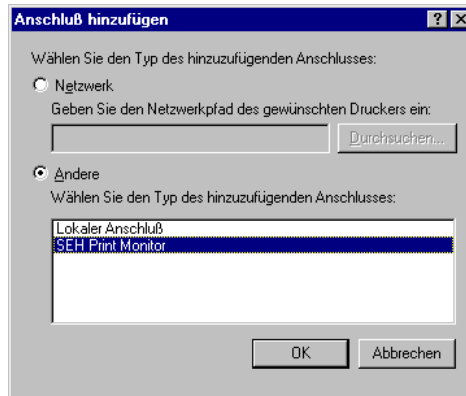 Anschluß hinzufügen
Wählen Sie den Typ des hinzuzufügenden Anschlusses:
Netzwerk
Geben Sie den Netzwerkpfad des gewünschten Druckers ein:
Durchsuchen...
Andere
Wählen Sie den Typ des hinzuzufügenden Anschlusses:
Lokaler Anschluß
SEH Print Monitor
OK Abbrechen